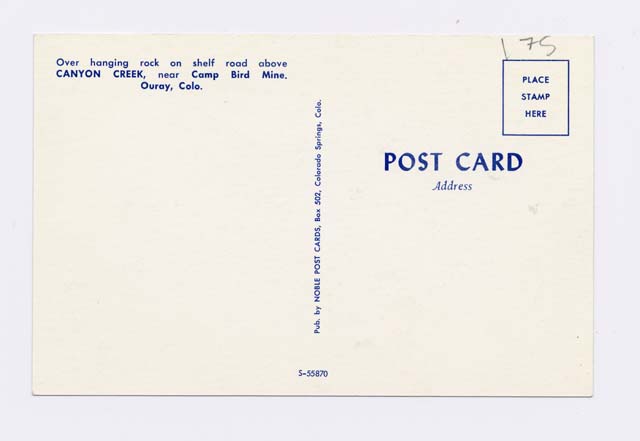 Over hanging rock on shelf road above
CANYON CREEK, near Camp Bird Mine.
Ouray, Colo.
Pub. by NOBLE POST CARDS, Box 502, Colorado Springs, Colo.
S-55870
1 75
PLACE
STAMP
HERE
POST CARD
Address